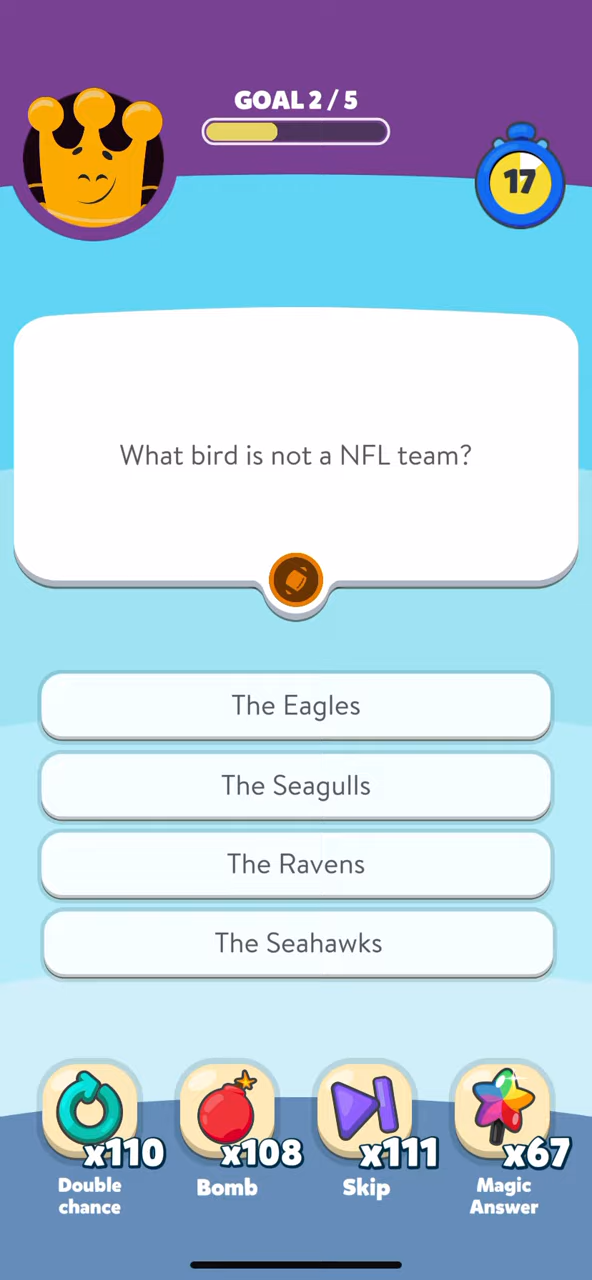 GOAL 2 / 5
17
What bird is not a NFL team?
The Eagles
The Seagulls
The Ravens
The Seahawks
x110 x108 x111 x67
Double chance Bomb Skip Magic Answer